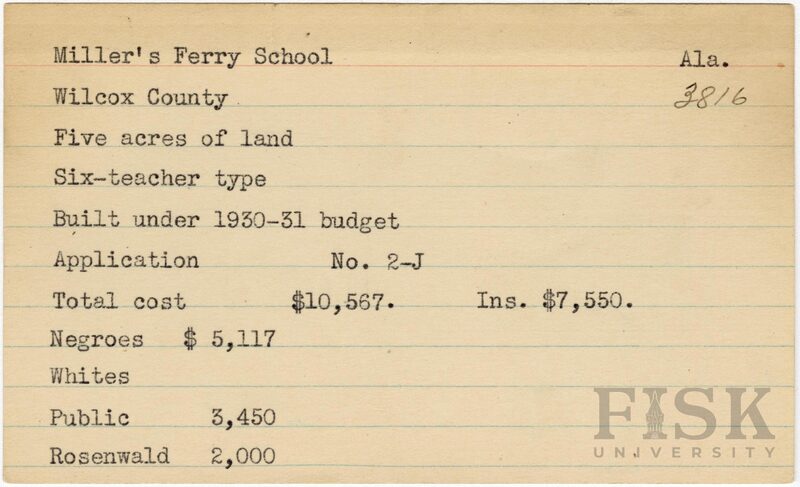 Miller's Ferry School Ala.
Wilcox County 3816
Five acres of land
Six-teacher type
Built under 1930-31 budget
Application No. 2-J
Total cost $10,567. Ins. $7,550.
Negroes $ 5,117
Whites
Public 3,450
Rosenwald 2,000
FISK
UNIVERSITY